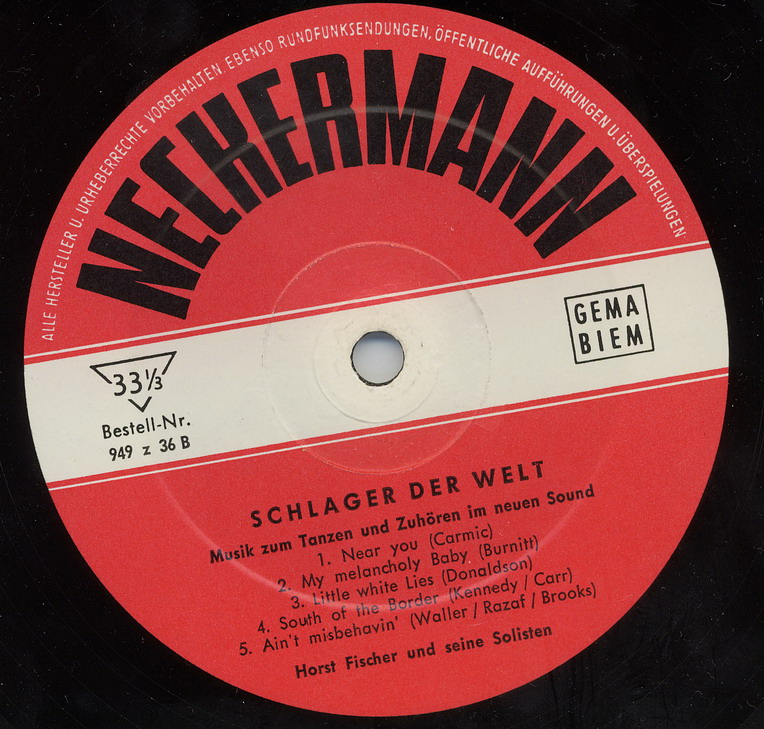 ALLE HERSTELLER U. URHEBERRECHTE VORBEHALTEN. EBENSO RUNDFUNKSENDUNGEN, ÖFFENTLICHE AUFFÜHRUNGEN U. ÜBERSPIELUNGEN
NECKERMANN
GEMA
BIEM
33⅓
Bestell-Nr.
949 z 36 B
SCHLAGER DER WELT
Musik zum Tanzen und Zuhören im neuen Sound
1. Near you (Carmic)
2. My melancholy Baby (Burnitt)
3. Little white Lies (Donaldson)
4. South of the Border (Kennedy / Carr)
5. Ain't misbehavin' (Waller / Razaf / Brooks)
Horst Fischer und seine Solisten